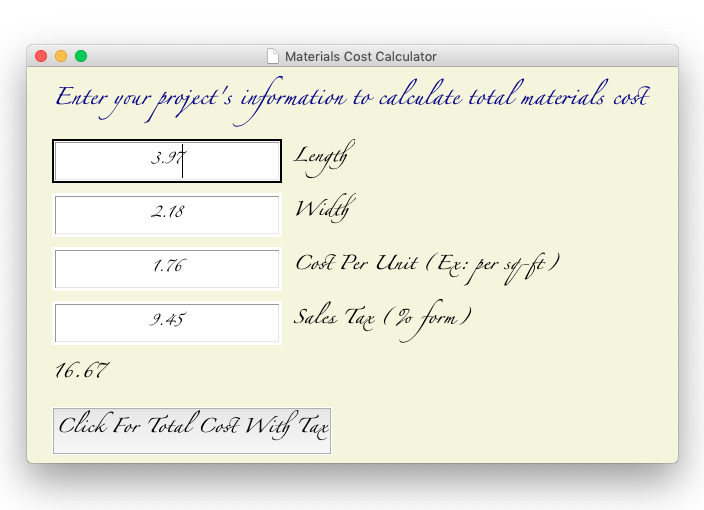 Materials Cost Calculator
Enter your project's information to calculate total materials cost
3.97 Length
2.18 Width
1.76 Cost Per Unit (Ex: per sq-ft)
9.45 Sales Tax (% form)
16.67
Click For Total Cost With Tax